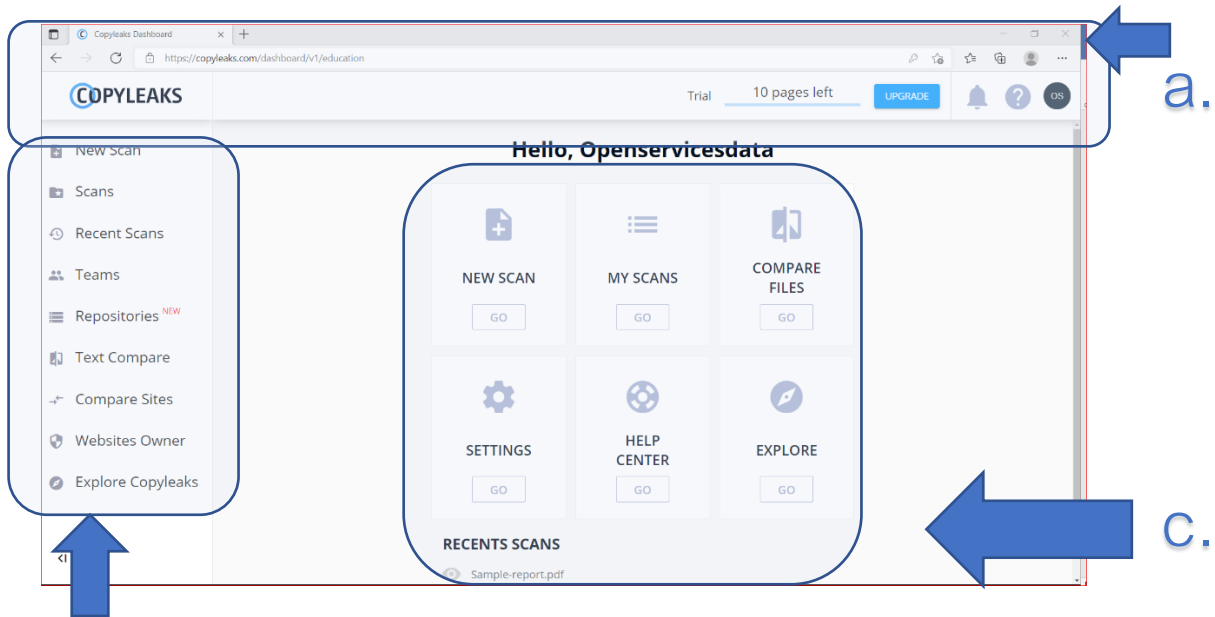 Copyleaks Dashboard
https://copyleaks.com/dashboard/v1/education
COPYLEAKS
Trial 10 pages left UPGRADE OS
a.
New Scan
Scans
Recent Scans
Teams
Repositories NEW
Text Compare
Compare Sites
Websites Owner
Explore Copyleaks
Hello, Openservicesdata
NEW SCAN
GO
MY SCANS
GO
COMPARE
FILES
GO
SETTINGS
GO
HELP
CENTER
GO
EXPLORE
GO
c.
RECENTS SCANS
Sample-report.pdf